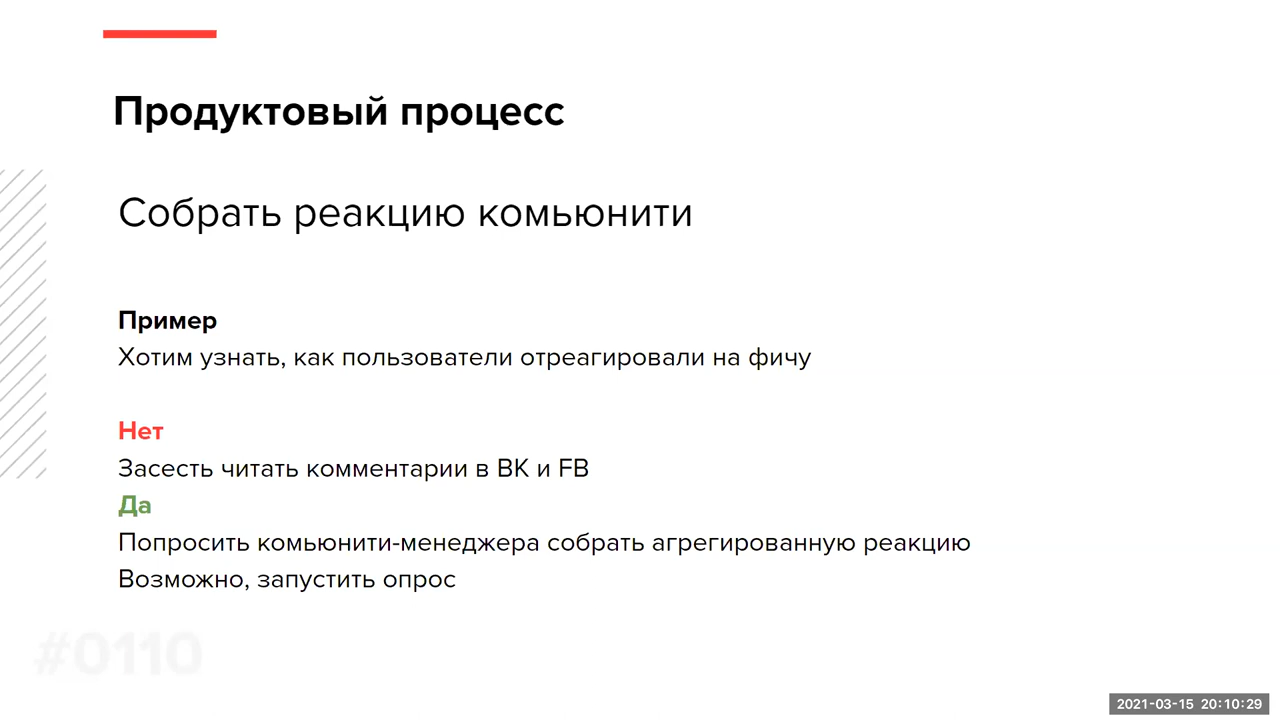 Продуктовый процесс
Собрать реакцию комьюнити
Пример
Хотим узнать, как пользователи отреагировали на фичу
Нет
Засесть читать комментарии в ВК и FB
Да
Попросить комьюнити-менеджера собрать агрегированную реакцию
Возможно, запустить опрос
#0110
2021-03-15 20:10:29